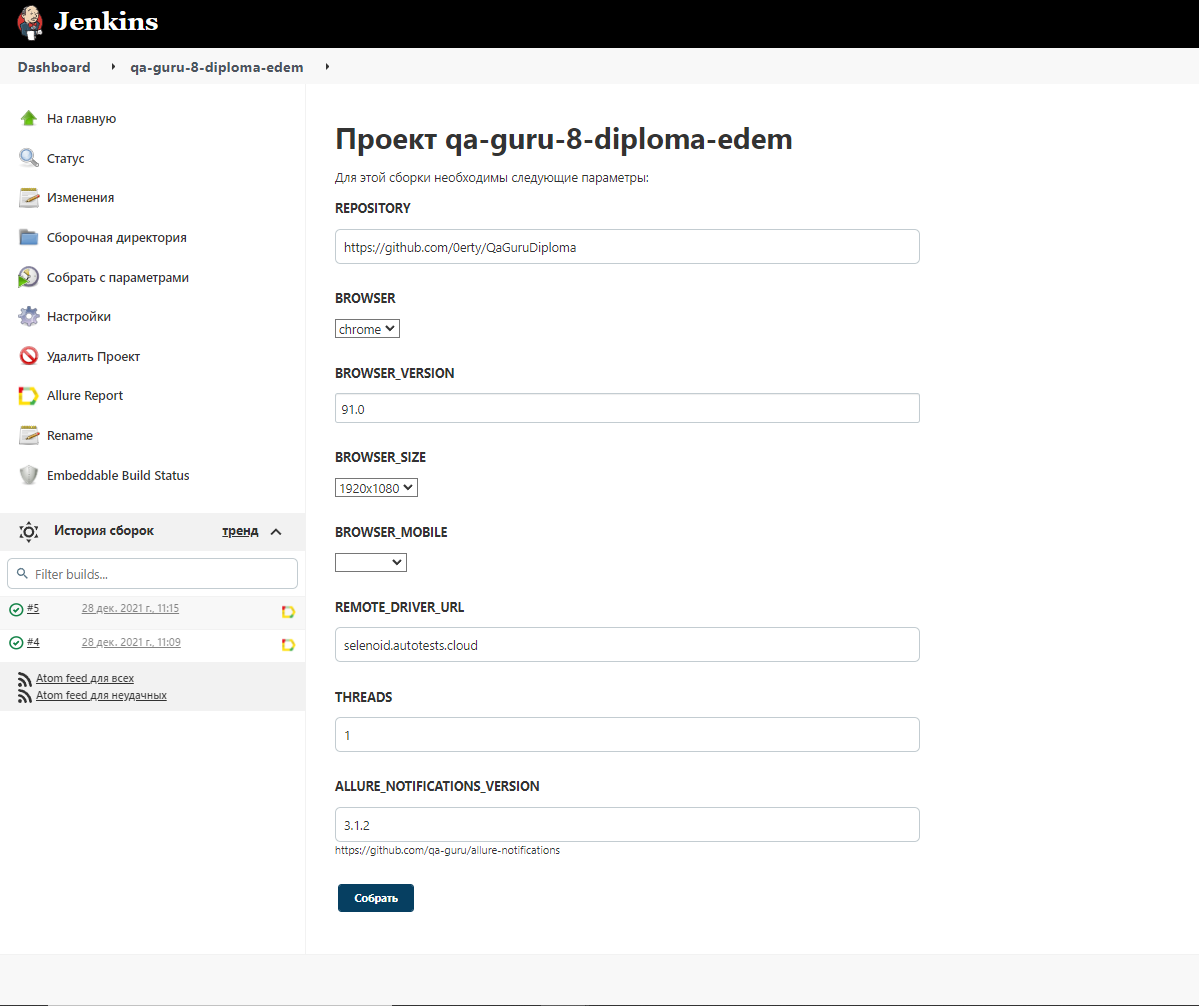 Jenkins
Dashboard
qa-guru-8-diploma-edem
На главную
Статус
Изменения
Сборочная директория
Собрать с параметрами
Настройки
Удалить Проект
Allure Report
Rename
Embeddable Build Status
История сборок тренд
Filter builds...
#5 28 дек. 2021 г., 11:15
#4 28 дек. 2021 г., 11:09
Atom feed для всех
Atom feed для неудачных
Проект qa-guru-8-diploma-edem
Для этой сборки необходимы следующие параметры:
REPOSITORY
https://github.com/0erty/QaGuruDiploma
BROWSER
chrome
BROWSER_VERSION
91.0
BROWSER_SIZE
1920x1080
BROWSER_MOBILE
REMOTE_DRIVER_URL
selenoid.autotests.cloud
THREADS
1
ALLURE_NOTIFICATIONS_VERSION
3.1.2
https://github.com/qa-guru/allure-notifications
Собрать